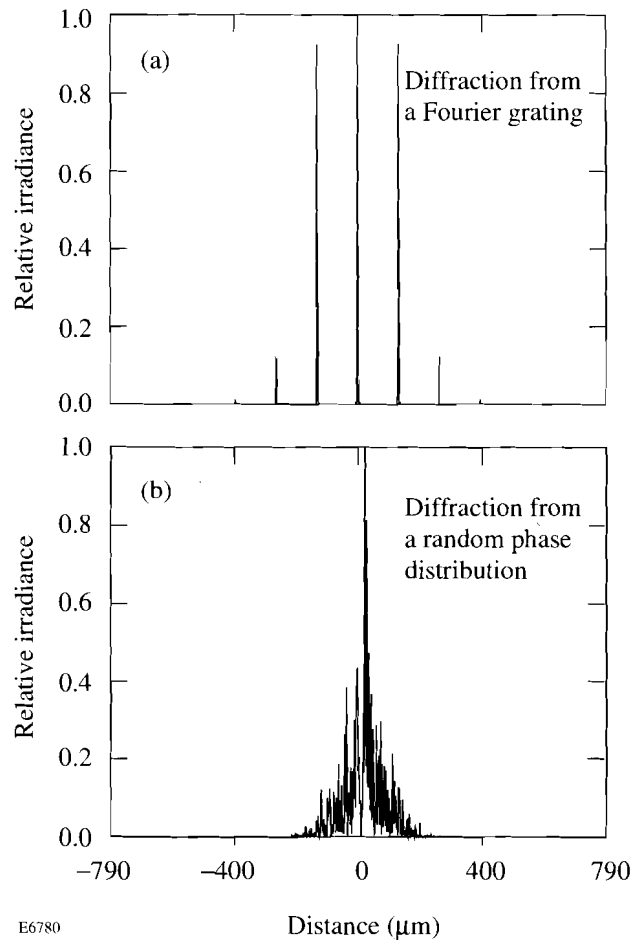 1.0
(a)
Diffraction from
a Fourier grating
0.8
0.6
0.4
0.2
0.0
Relative irradiance
1.0
(b)
Diffraction from
a random phase
distribution
0.8
0.6
0.4
0.2
0.0
Relative irradiance
−790 −400 0 400 790
Distance (μm)
E6780